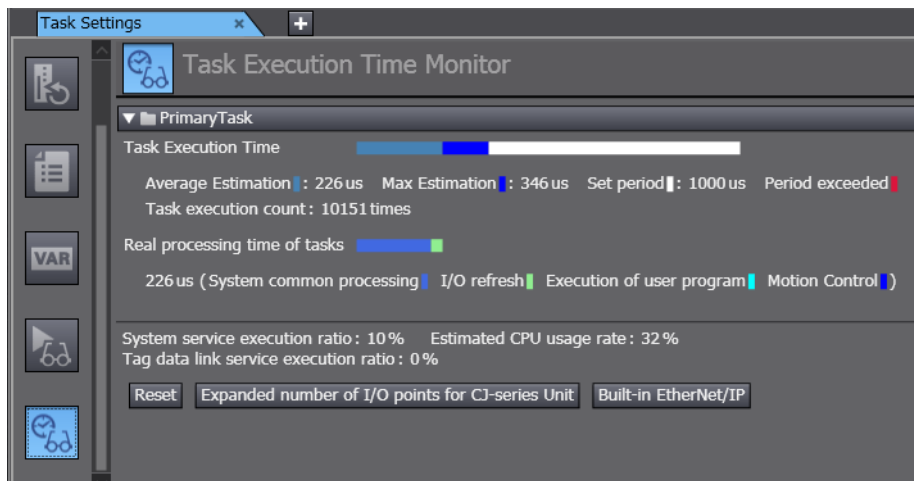 Task Settings × +
Task Execution Time Monitor
PrimaryTask
Task Execution Time
Average Estimation : 226 us Max Estimation : 346 us Set period : 1000 us Period exceeded
Task execution count : 10151 times
Real processing time of tasks
226 us ( System common processing I/O refresh Execution of user program Motion Control )
VAR
System service execution ratio : 10 % Estimated CPU usage rate : 32 %
Tag data link service execution ratio : 0 %
Reset Expanded number of I/O points for CJ-series Unit Built-in EtherNet/IP